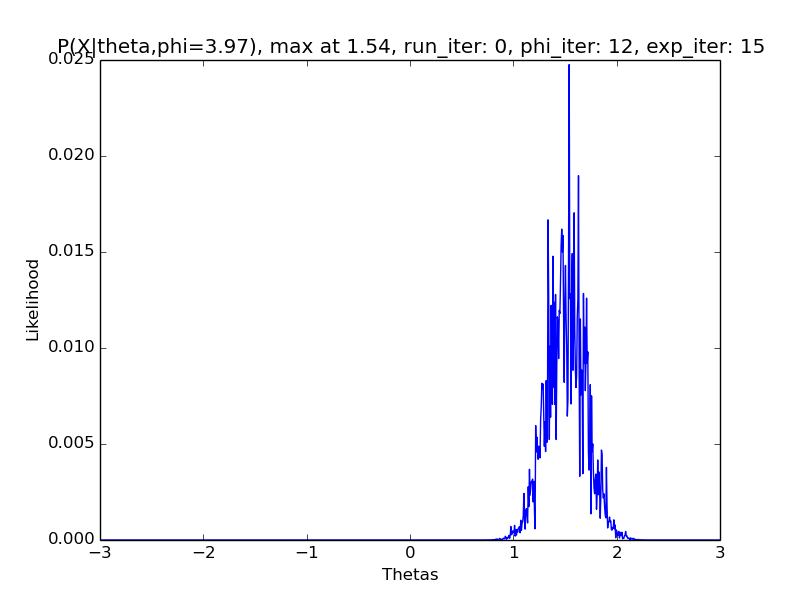 P(X|theta,phi=3.97), max at 1.54, run_iter: 0, phi_iter: 12, exp_iter: 15
0.025
0.020
0.015
0.010
0.005
0.000
Likelihood
−3 −2 −1 0 1 2 3
Thetas